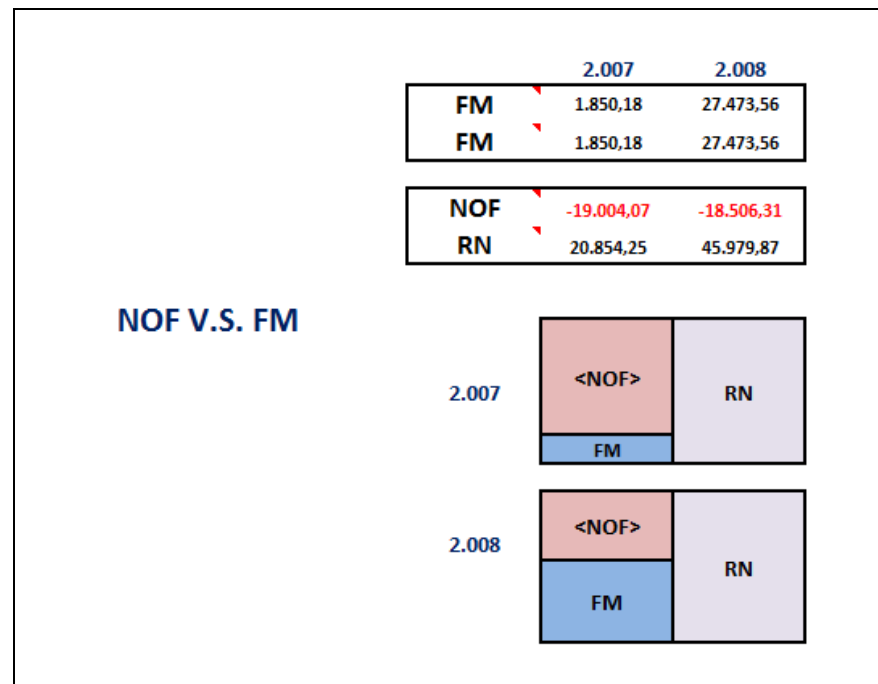 2.007 2.008
FM 1.850,18 27.473,56
FM 1.850,18 27.473,56
NOF -19.004,07 -18.506,31
RN 20.854,25 45.979,87
NOF V.S. FM
2.007 <NOF> RN
FM
2.008 <NOF> RN
FM